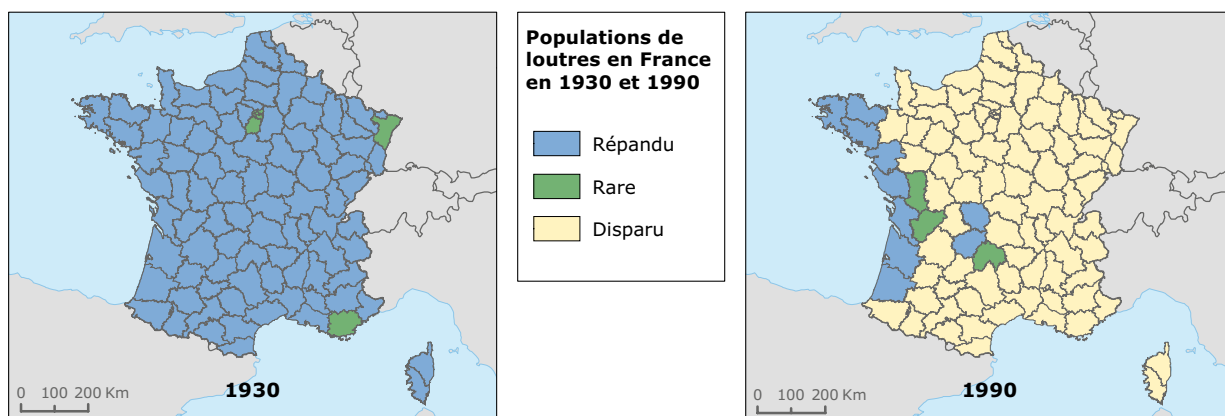 Populations de
loutres en France
en 1930 et 1990
Répandu
Rare
Disparu
0 100 200 Km
1930
0 100 200 Km
1990